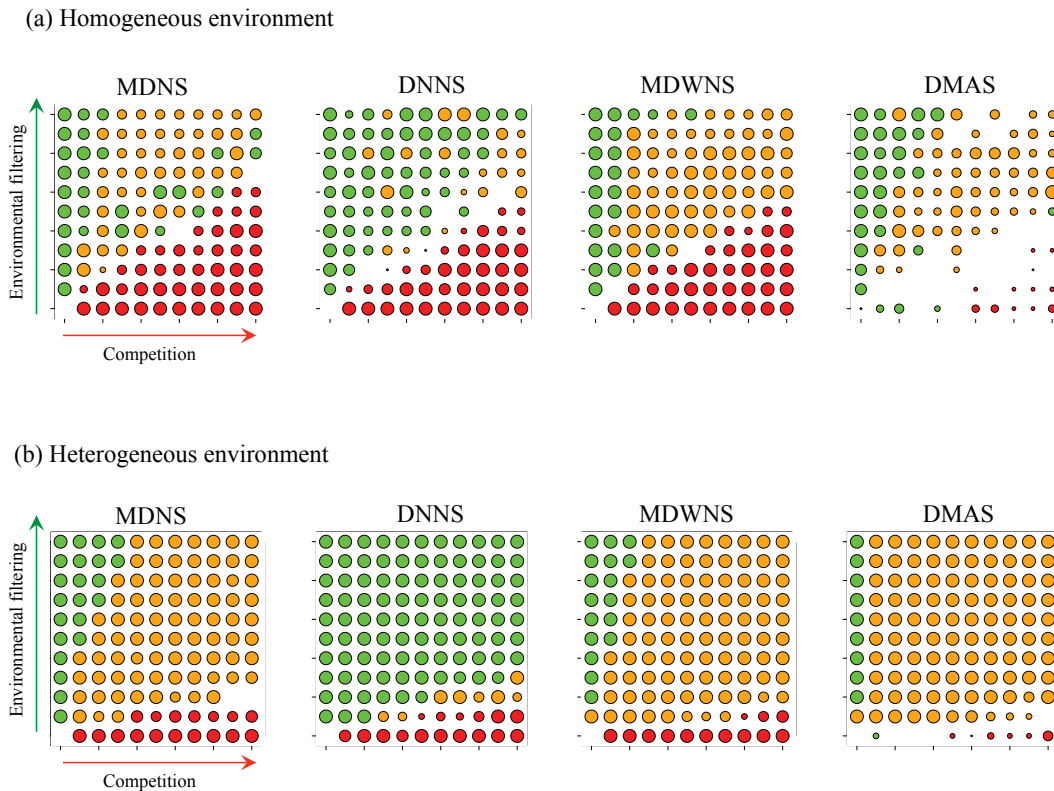 (a) Homogeneous environment
MDNS
DNNS
MDWNS
DMAS
Environmental filtering
Competition
(b) Heterogeneous environment
MDNS
DNNS
MDWNS
DMAS
Environmental filtering
Competition